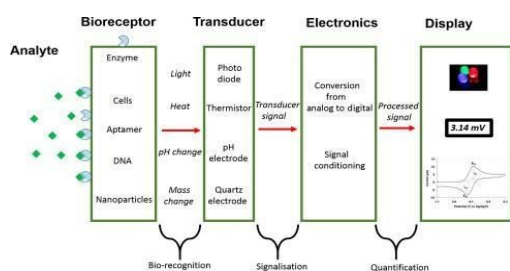 Bioreceptor
Transducer
Electronics
Display
Analyte
Enzyme
Cells
Aptamer
DNA
Nanoparticles
Light
Heat
pH change
Mass
change
Photo
diode
Thermistor
pH
electrode
Quartz
electrode
Transducer
signal
Conversion
from
analog to digital
Signal
conditioning
Processed
signal
3.14 mV
Bio-recognition
Signalisation
Quantification